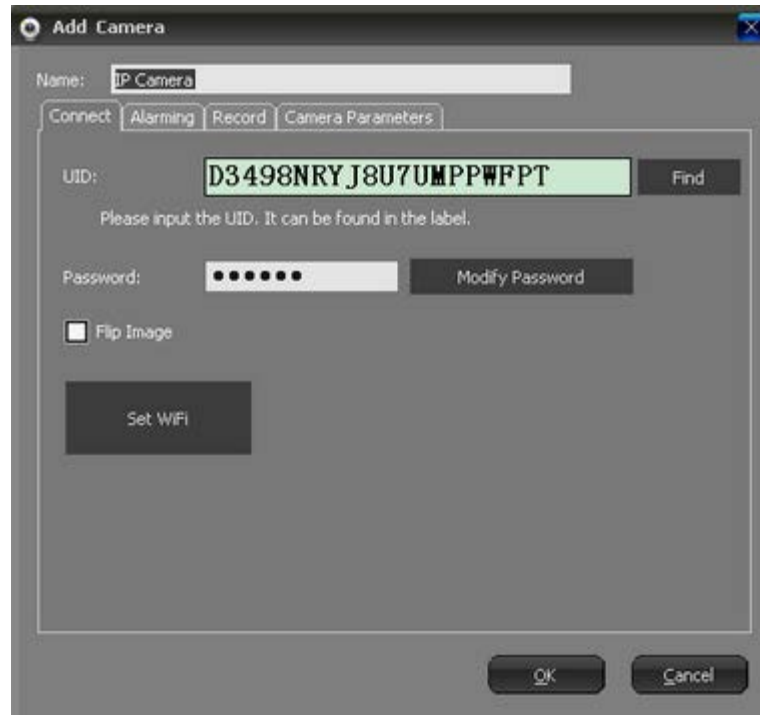 Add Camera
Name: IP Camera
Connect Alarming Record Camera Parameters
UID: D3498NRYJ8U7UMPPWFPT Find
Please input the UID. It can be found in the label.
Password: ●●●●●● Modify Password
Flip Image
Set WiFi
OK Cancel